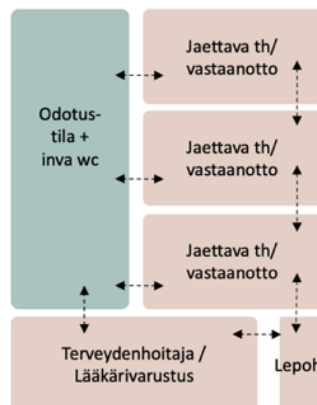 Jaettava th/
vastaanotto
Odotus-
tila +
inva wc
Jaettava th/
vastaanotto
Jaettava th/
vastaanotto
Terveydenhoitaja /
Lääkärivarustus